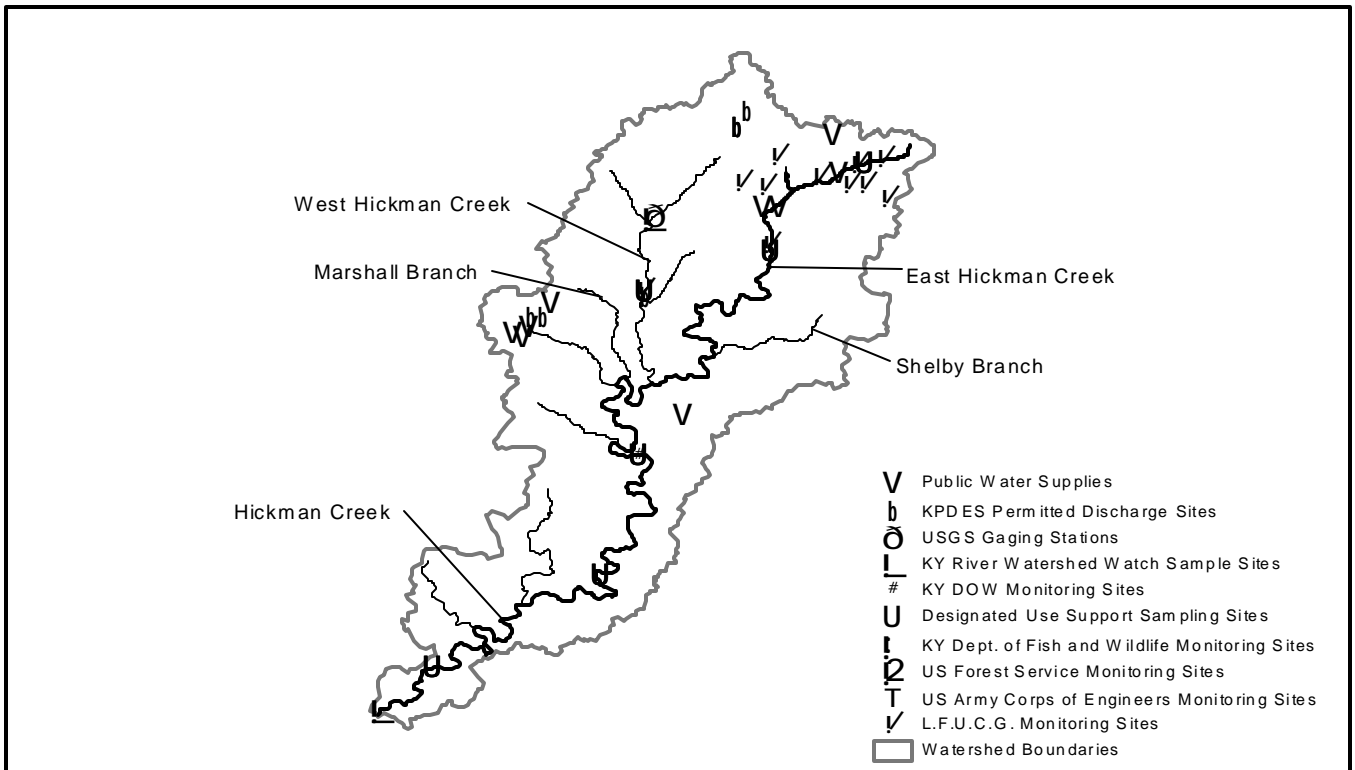 West Hickman Creek
Marshall Branch
East Hickman Creek
Shelby Branch
Hickman Creek
V Public Water Supplies
b KPDES Permitted Discharge Sites
ð USGS Gaging Stations
KY River Watershed Watch Sample Sites
# KY DOW Monitoring Sites
U Designated Use Support Sampling Sites
KY Dept. of Fish and Wildlife Monitoring Sites
US Forest Service Monitoring Sites
T US Army Corps of Engineers Monitoring Sites
L.F.U.C.G. Monitoring Sites
Watershed Boundaries